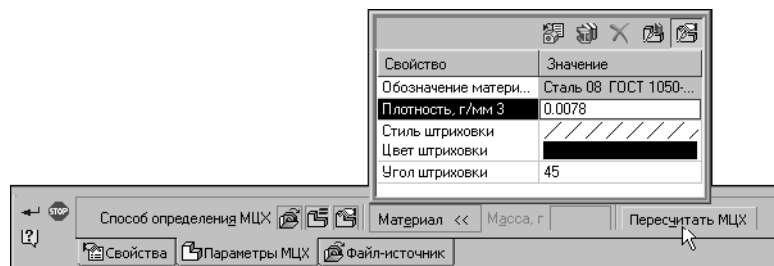 Свойство Значение
Обозначение матери... Сталь 08 ГОСТ 1050-...
Плотность, г/мм 3 0.0078
Стиль штриховки
Цвет штриховки
Угол штриховки 45
STOP Способ определения МЦХ Материал << Масса, г Пересчитать МЦХ
[?]
Свойства Параметры МЦХ Файл-источник